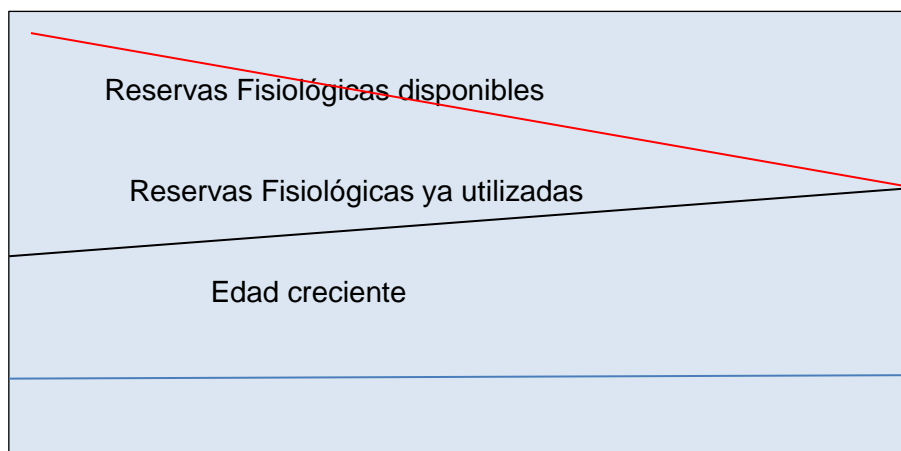 Reservas Fisiológicas disponibles
Reservas Fisiológicas ya utilizadas
Edad creciente